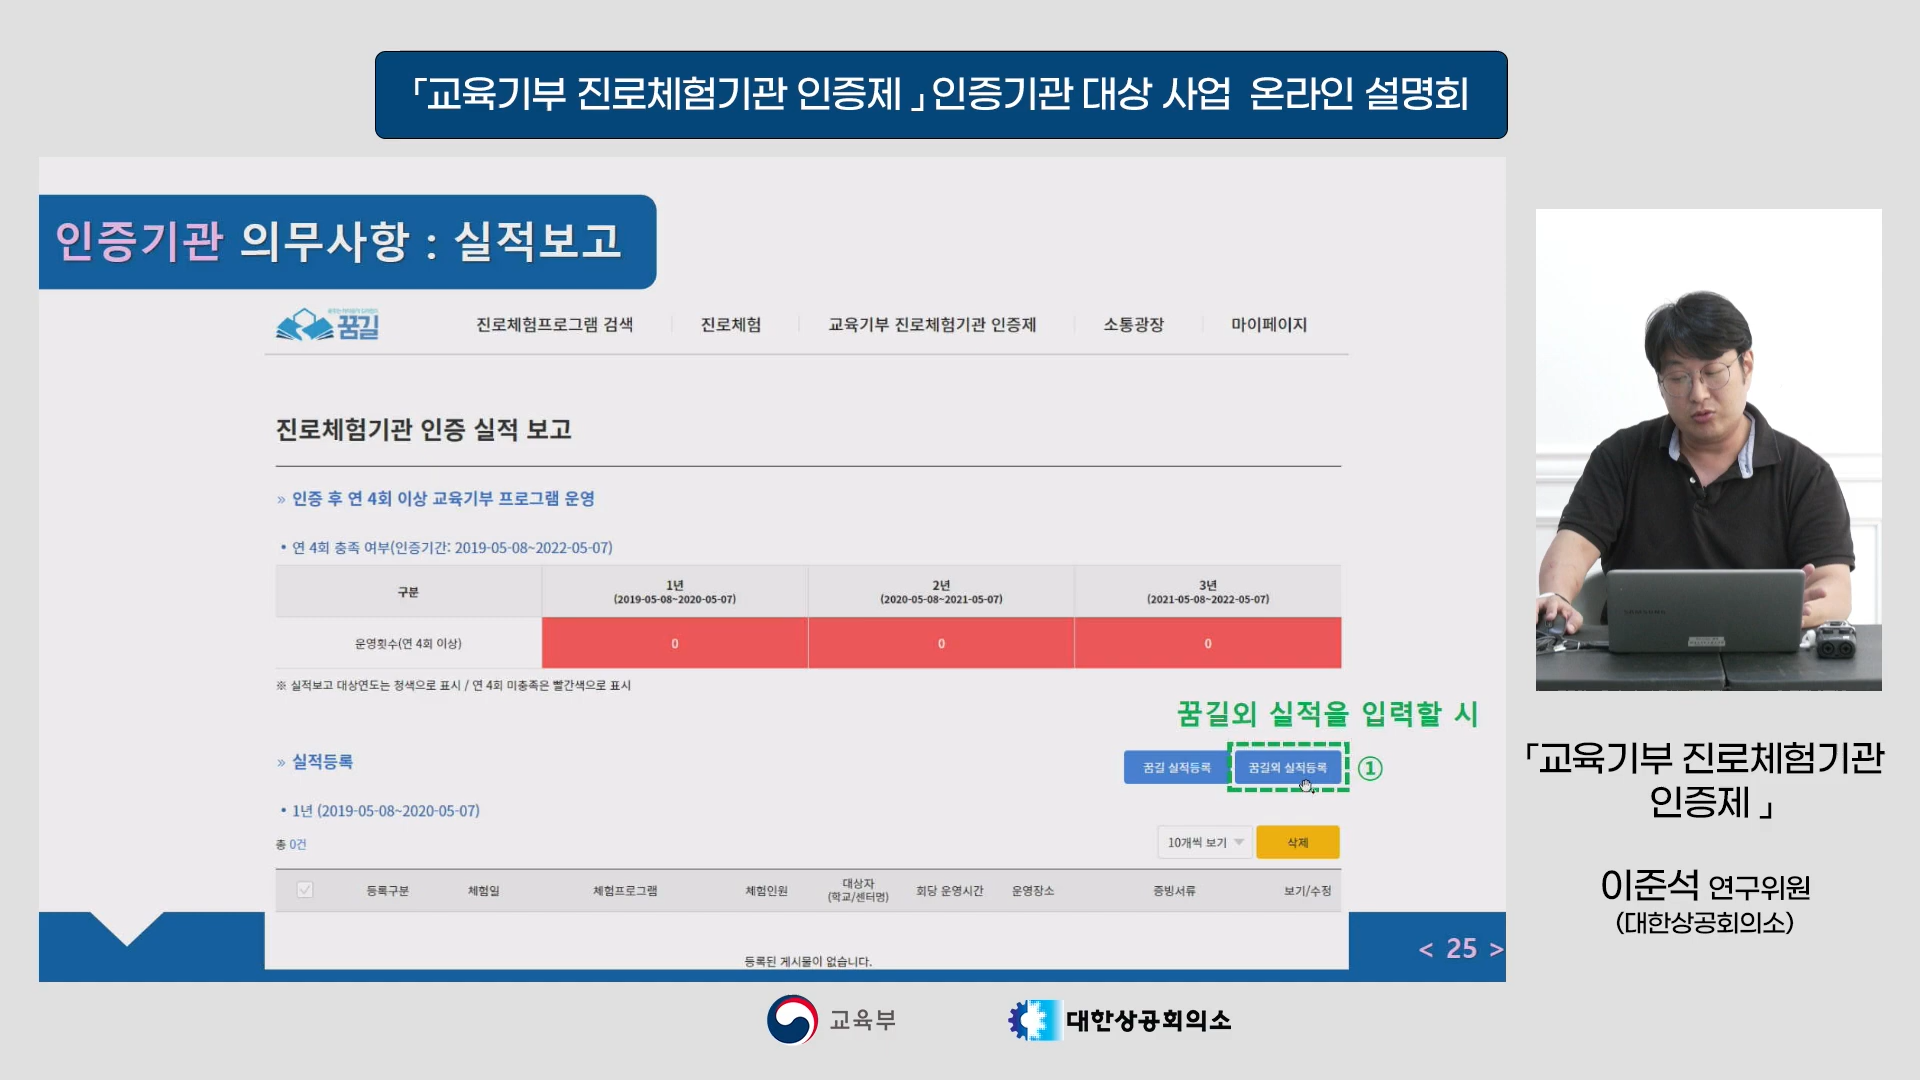 「교육기부 진로체험기관 인증제」인증기관 대상 사업 온라인 설명회
인증기관 의무사항 : 실적보고
꿈길
진로체험프로그램 검색
진로체험
교육기부 진로체험기관 인증제
소통광장
마이페이지
진로체험기관 인증 실적 보고
» 인증 후 연 4회 이상 교육기부 프로그램 운영
• 연 4회 충족 여부(인증기간: 2019-05-08~2022-05-07)
구분
1년
(2019-05-08~2020-05-07)
2년
(2020-05-08~2021-05-07)
3년
(2021-05-08~2022-05-07)
운영횟수(연 4회 이상)
0
0
0
※ 실적보고 대상연도는 청색으로 표시 / 연 4회 미충족은 빨간색으로 표시
꿈길외 실적을 입력할 시
» 실적등록
꿈길 실적등록
꿈길외 실적등록
①
• 1년 (2019-05-08~2020-05-07)
총 0건
10개씩 보기
삭제
등록구분
체험일
체험프로그램
체험인원
대상자
(학교/센터명)
회당 운영시간
운영장소
증빙서류
보기/수정
등록된 게시물이 없습니다.
< 25 >
「교육기부 진로체험기관
인증제」
이준석 연구위원
(대한상공회의소)
교육부
대한상공회의소